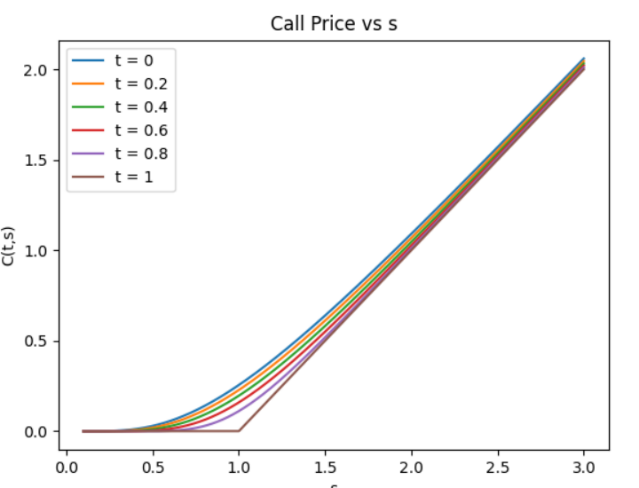 Call Price vs s
t = 0
t = 0.2
t = 0.4
t = 0.6
t = 0.8
t = 1
C(t,s)
2.0
1.5
1.0
0.5
0.0
0.0 0.5 1.0 1.5 2.0 2.5 3.0